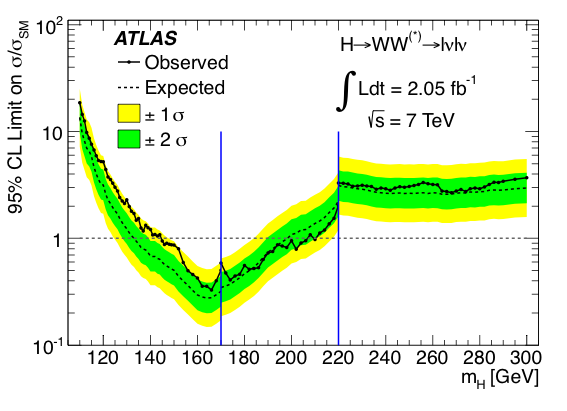 ATLAS
Observed
Expected
± 1 σ
± 2 σ
H→WW(*)→lνlν
∫ Ldt = 2.05 fb-1
√s = 7 TeV
95% CL Limit on σ/σSM
10²
10
1
10-1
120 140 160 180 200 220 240 260 280 300
mH [GeV]